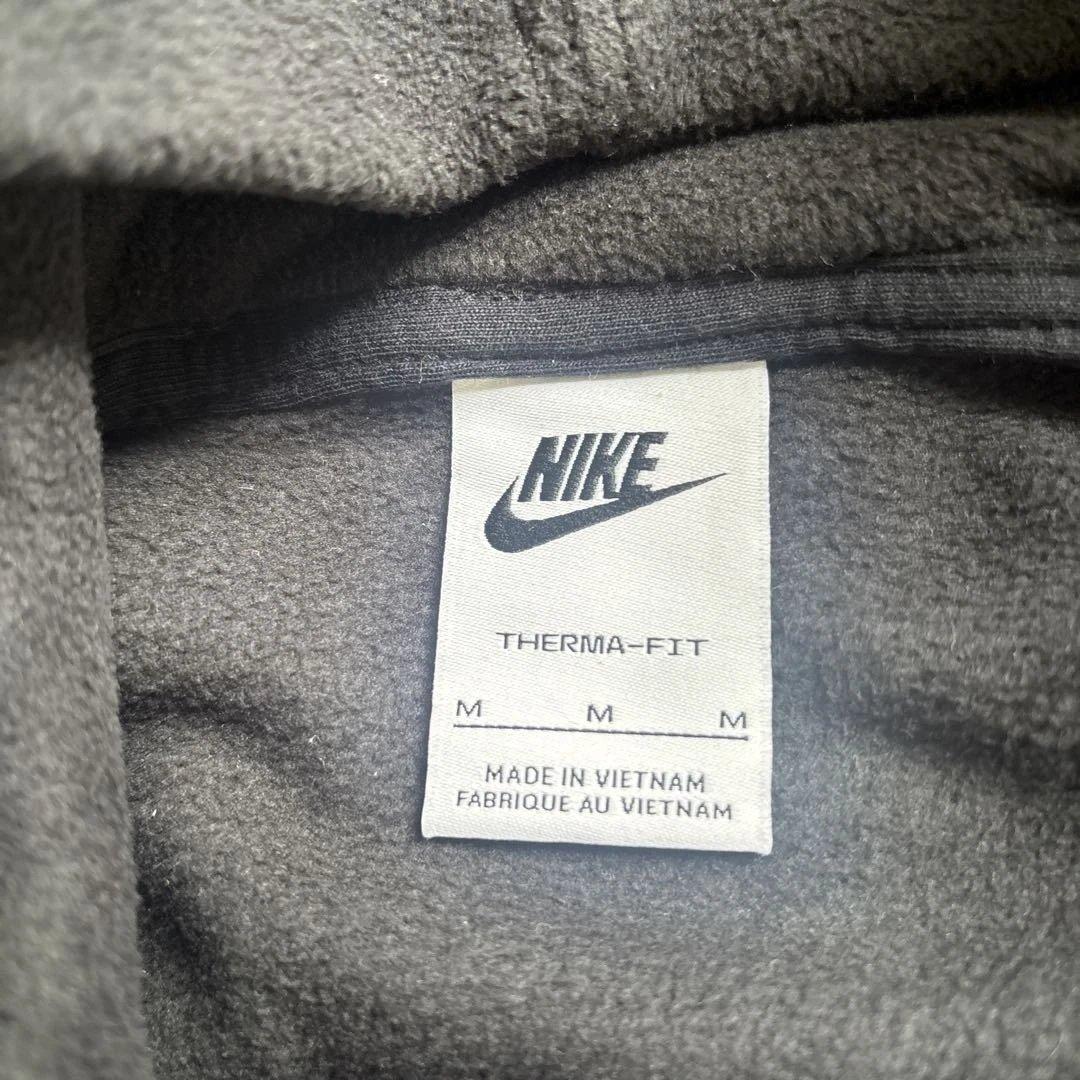 NIKE
THERMA-FIT
M M M
MADE IN VIETNAM
FABRIQUE AU VIETNAM